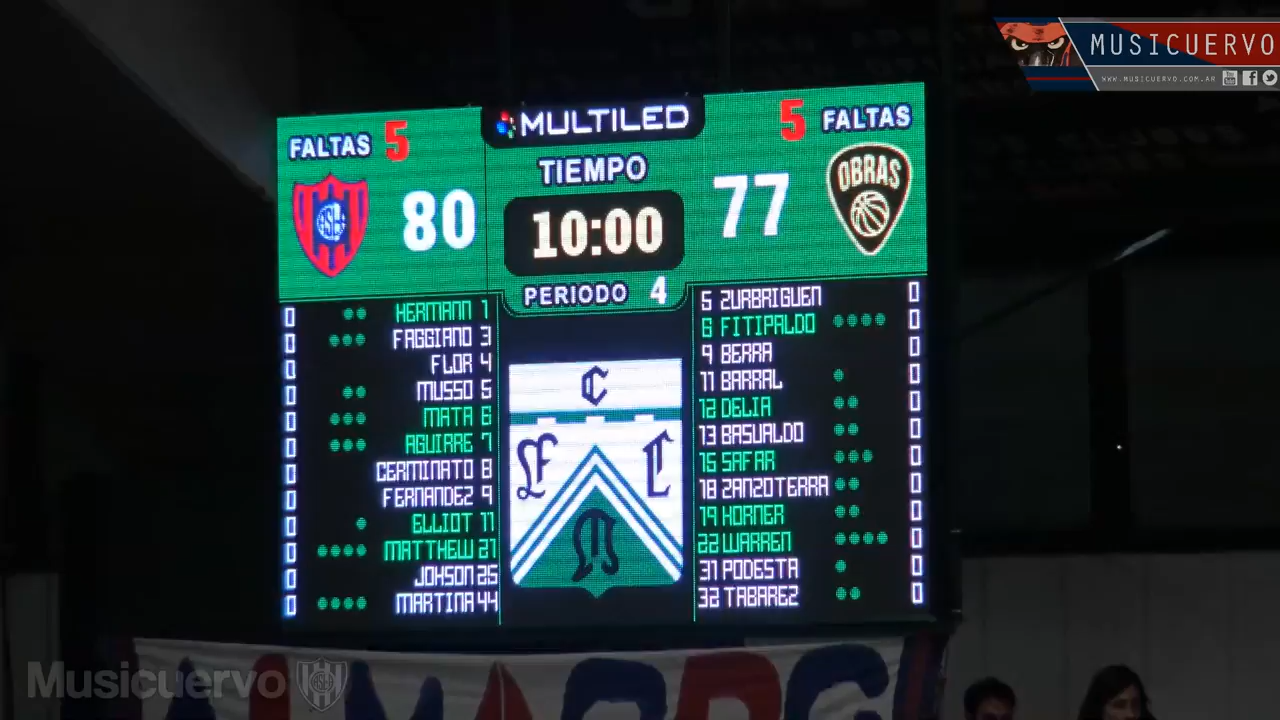 MUSICUERVO
WWW.MUSICUERVO.COM.AR
FALTAS 5
MULTILED
5 FALTAS
TIEMPO
OBRAS
80
10:00
77
PERIODO 4
0 HERMANN 1
0 FAGGIANO 3
0 FLOR 4
0 MUSSO 5
0 MATA 6
0 AGUIRRE 7
0 CERMINATO 8
0 FERNANDEZ 9
0 ELLIOT 11
0 MATTHEW 21
0 JOHSON 25
0 MARTINA 44
C
F C
M
5 ZURBRIGUEN 0
6 FITIPALDO 0
9 BERRA 0
11 BARRAL 0
12 DELIA 0
13 BASUALDO 0
15 SAFAR 0
18 ZANZOTERRA 0
19 HORNER 0
22 WARREN 0
31 PODESTA 0
32 TABAREZ 0
Musicuervo